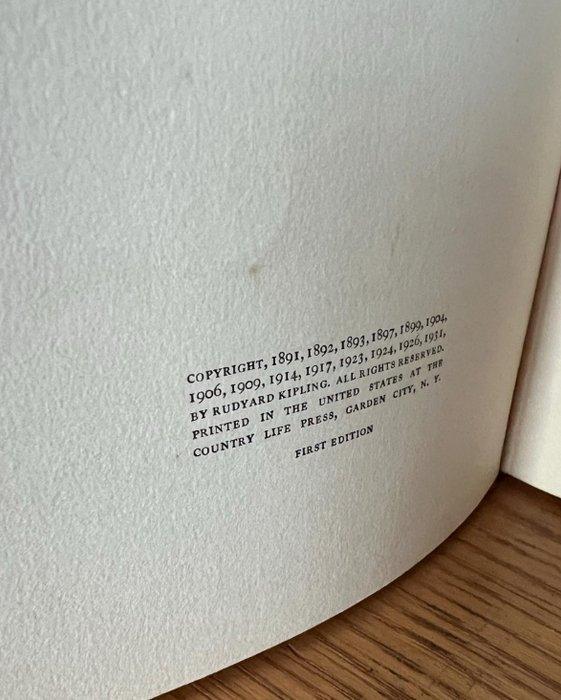 COPYRIGHT, 1891, 1892, 1893, 1897, 1899, 1904,
1906, 1909, 1914, 1917, 1923, 1924, 1926, 1931,
BY RUDYARD KIPLING. ALL RIGHTS RESERVED.
PRINTED IN THE UNITED STATES AT THE
COUNTRY LIFE PRESS, GARDEN CITY, N. Y.
FIRST EDITION